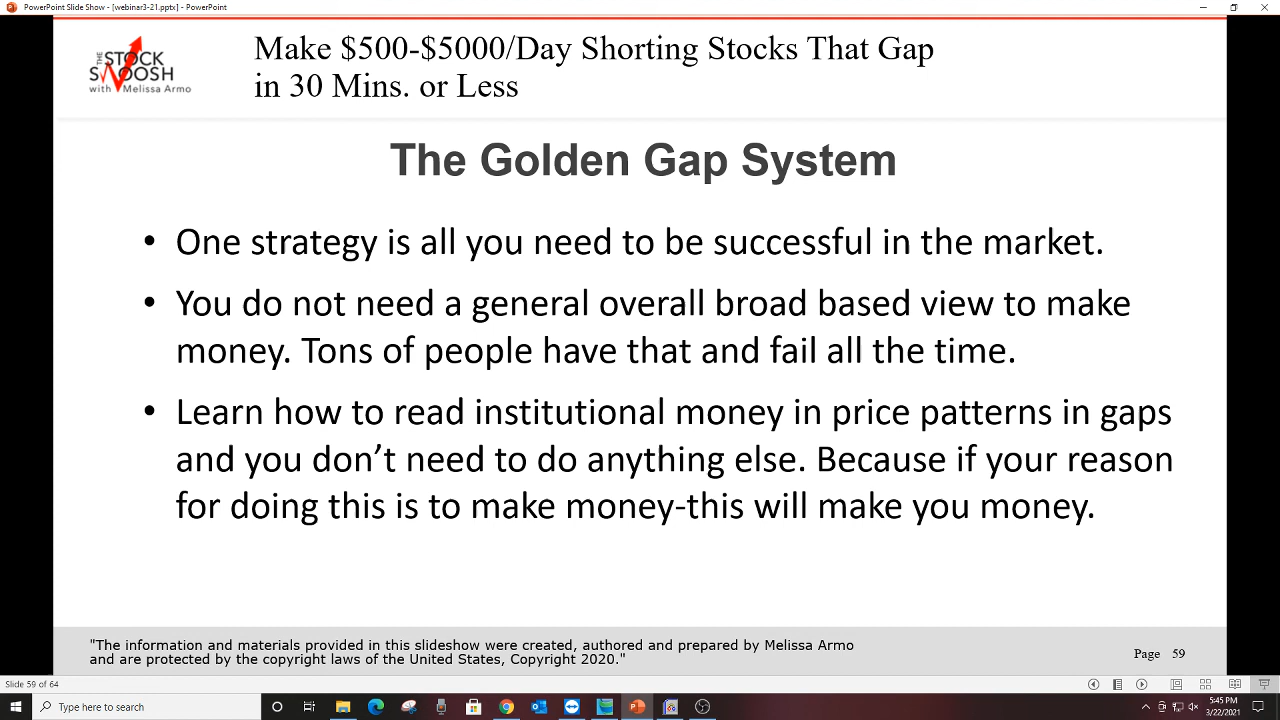 PowerPoint Slide Show - [webinar3-21.pptx] - PowerPoint
THE
STOCK
SWOOSH
with Melissa Armo
Make $500-$5000/Day Shorting Stocks That Gap
in 30 Mins. or Less
The Golden Gap System
• One strategy is all you need to be successful in the market.
• You do not need a general overall broad based view to make
money. Tons of people have that and fail all the time.
• Learn how to read institutional money in price patterns in gaps
and you don’t need to do anything else. Because if your reason
for doing this is to make money-this will make you money.
"The information and materials provided in this slideshow were created, authored and prepared by Melissa Armo
and are protected by the copyright laws of the United States, Copyright 2020."
Page 59
Slide 59 of 64
Type here to search
5:45 PM
3/22/2021